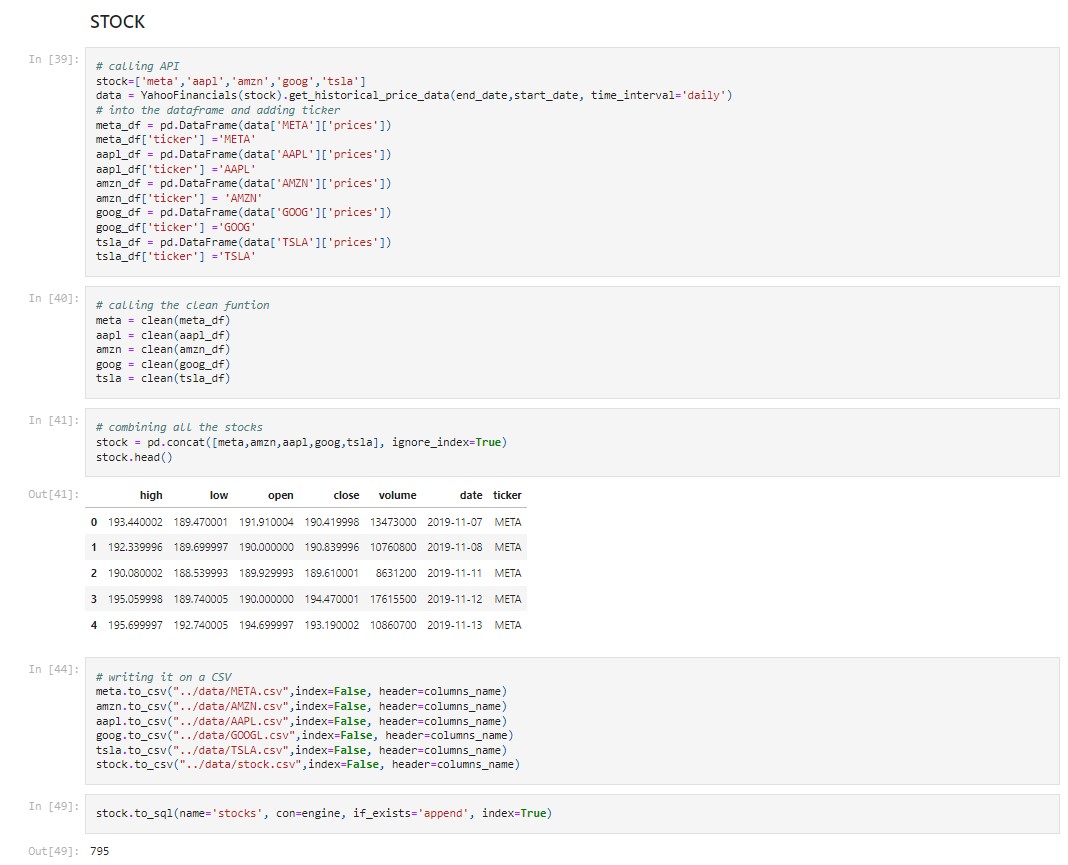 STOCK
In [39]:
# calling API
stock=['meta','aapl','amzn','goog','tsla']
data = YahooFinancials(stock).get_historical_price_data(end_date,start_date, time_interval='daily')
# into the dataframe and adding ticker
meta_df = pd.DataFrame(data['META']['prices'])
meta_df['ticker'] ='META'
aapl_df = pd.DataFrame(data['AAPL']['prices'])
aapl_df['ticker'] ='AAPL'
amzn_df = pd.DataFrame(data['AMZN']['prices'])
amzn_df['ticker'] = 'AMZN'
goog_df = pd.DataFrame(data['GOOG']['prices'])
goog_df['ticker'] ='GOOG'
tsla_df = pd.DataFrame(data['TSLA']['prices'])
tsla_df['ticker'] ='TSLA'
In [40]:
# calling the clean funtion
meta = clean(meta_df)
aapl = clean(aapl_df)
amzn = clean(amzn_df)
goog = clean(goog_df)
tsla = clean(tsla_df)
In [41]:
# combining all the stocks
stock = pd.concat([meta,amzn,aapl,goog,tsla], ignore_index=True)
stock.head()
Out[41]:
high low open close volume date ticker
0 193.440002 189.470001 191.910004 190.419998 13473000 2019-11-07 META
1 192.339996 189.699997 190.000000 190.839996 10760800 2019-11-08 META
2 190.080002 188.539993 189.929993 189.610001 8631200 2019-11-11 META
3 195.059998 189.740005 190.000000 194.470001 17615500 2019-11-12 META
4 195.699997 192.740005 194.699997 193.190002 10860700 2019-11-13 META
In [44]:
# writing it on a CSV
meta.to_csv("../data/META.csv",index=False, header=columns_name)
amzn.to_csv("../data/AMZN.csv",index=False, header=columns_name)
aapl.to_csv("../data/AAPL.csv",index=False, header=columns_name)
goog.to_csv("../data/GOOGL.csv",index=False, header=columns_name)
tsla.to_csv("../data/TSLA.csv",index=False, header=columns_name)
stock.to_csv("../data/stock.csv",index=False, header=columns_name)
In [49]:
stock.to_sql(name='stocks', con=engine, if_exists='append', index=True)
Out[49]:
795